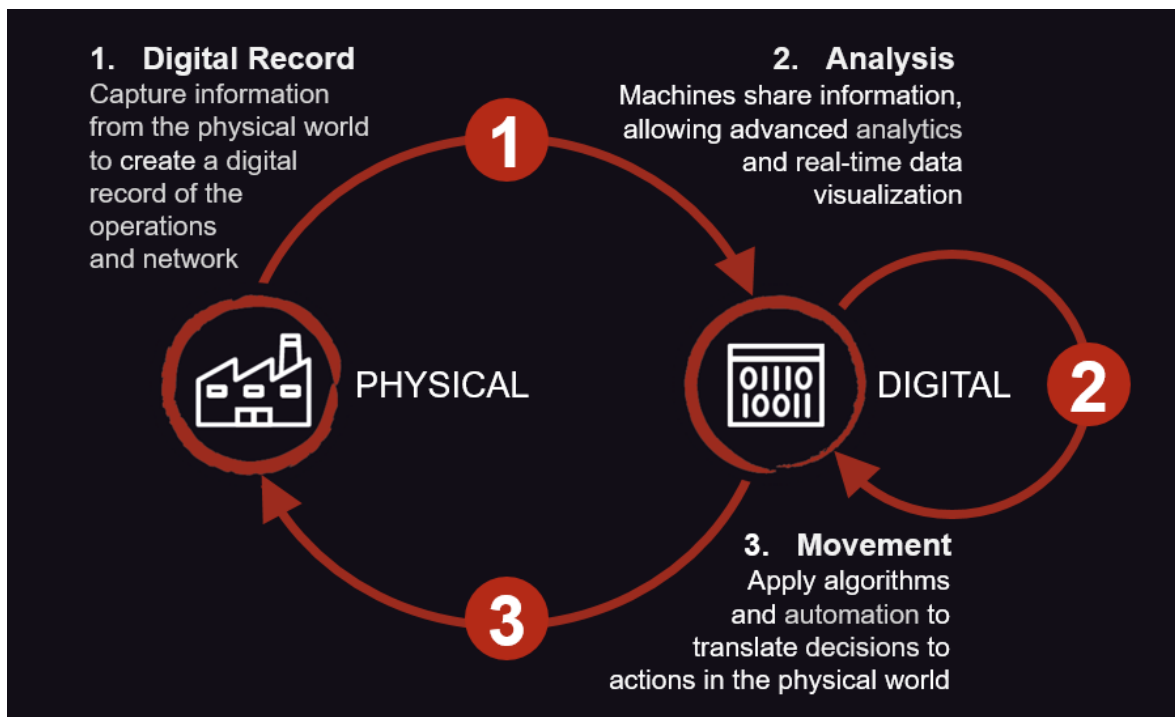 1. Digital Record
Capture information
from the physical world
to create a digital
record of the
operations
and network
2. Analysis
Machines share information,
allowing advanced analytics
and real-time data
visualization
1
PHYSICAL
01110
10011
DIGITAL
2
3. Movement
Apply algorithms
and automation to
translate decisions to
actions in the physical world
3